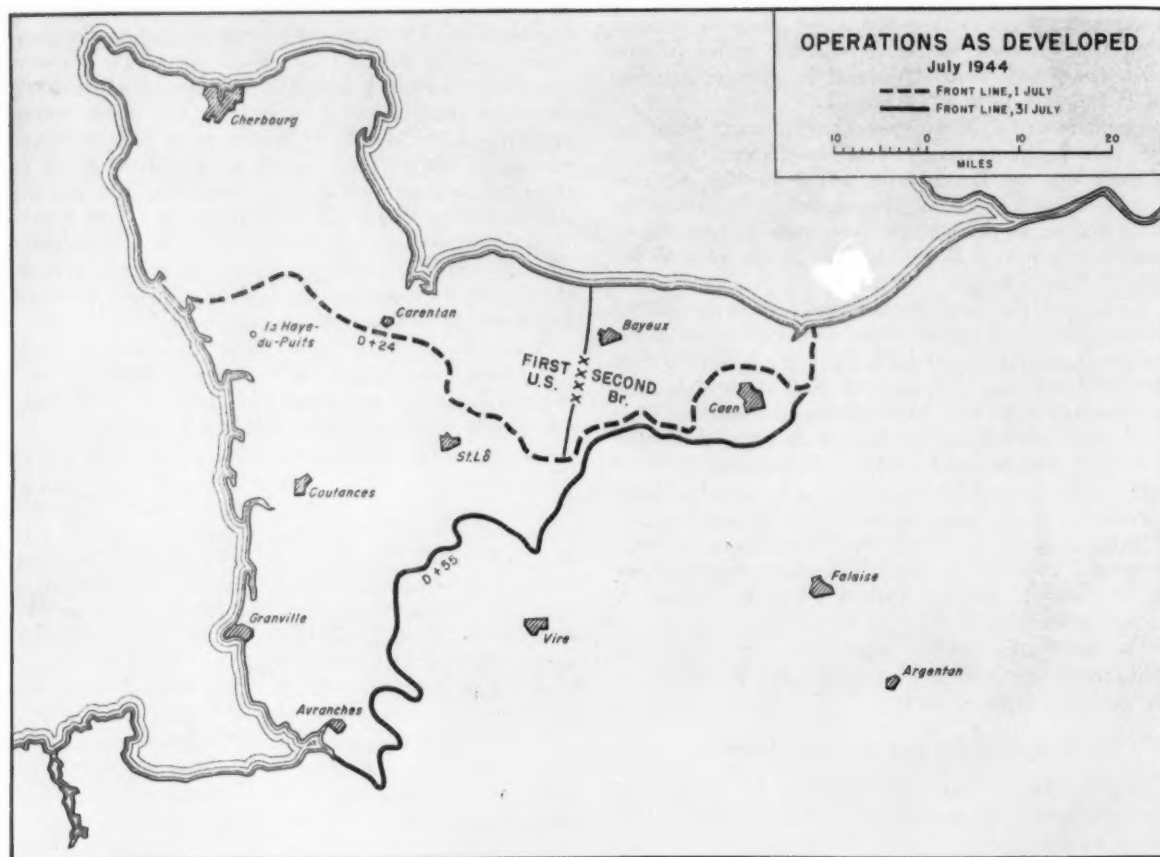 OPERATIONS AS DEVELOPED
July 1944
FRONT LINE, 1 JULY
FRONT LINE, 31 JULY
10 0 10 20
MILES
Cherbourg
la Haye-
du-Puits
Carentan
D+24
Bayeux
FIRST
U.S.
XXXX
SECOND
Br.
Caen
St.Lô
Coutances
D+55
Falaise
Granville
Vire
Argentan
Avranches